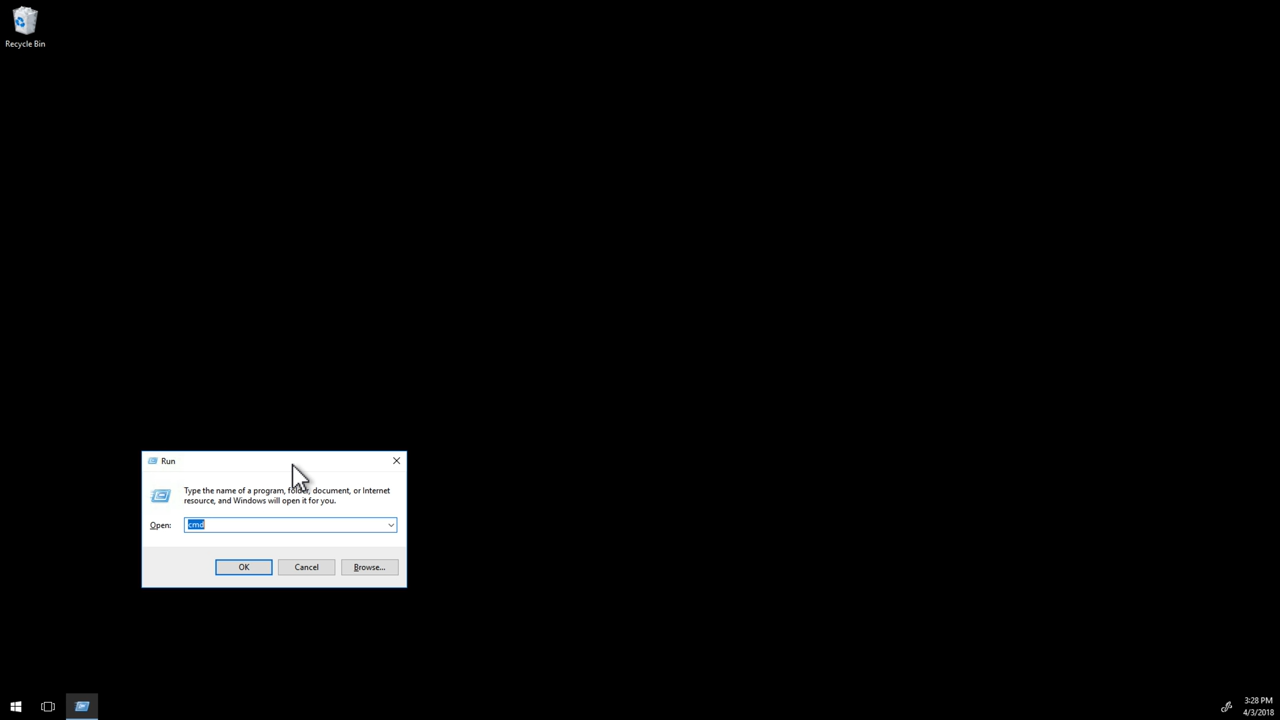 Recycle Bin
Run
Type the name of a program, folder, document, or Internet
resource, and Windows will open it for you.
Open: cmd
OK Cancel Browse...
3:28 PM
4/3/2018